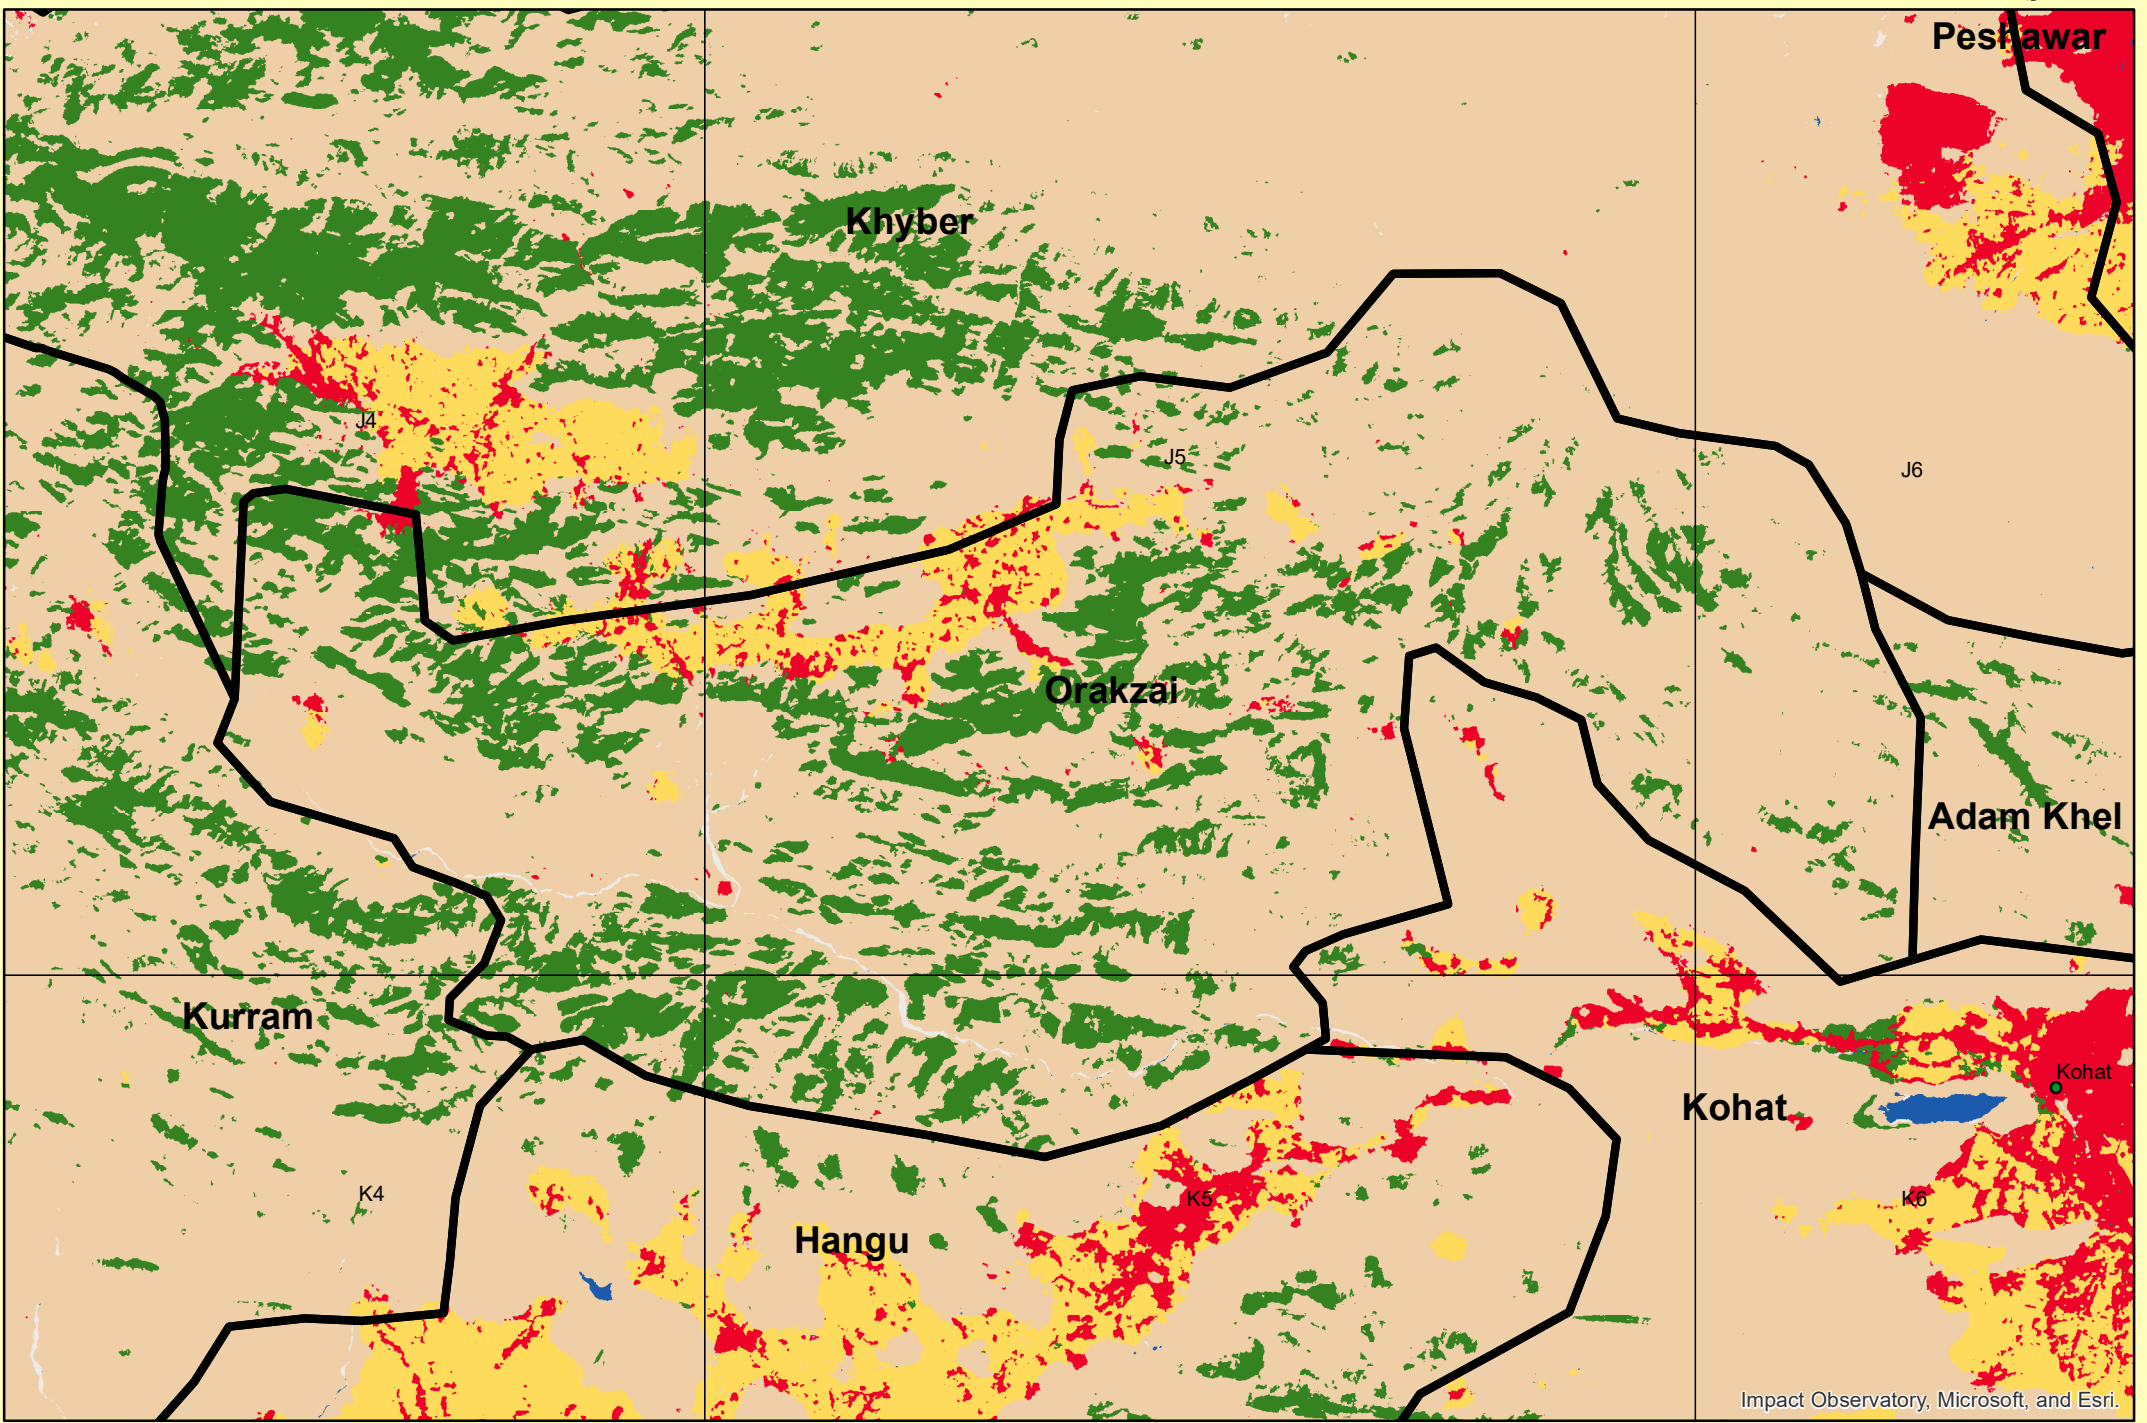 Peshawar
Khyber
J4
J5
J6
Orakzai
Adam Khel
Kurram
Kohat
Kohat
K4
K5
K6
Hangu
Impact Observatory, Microsoft, and Esri.